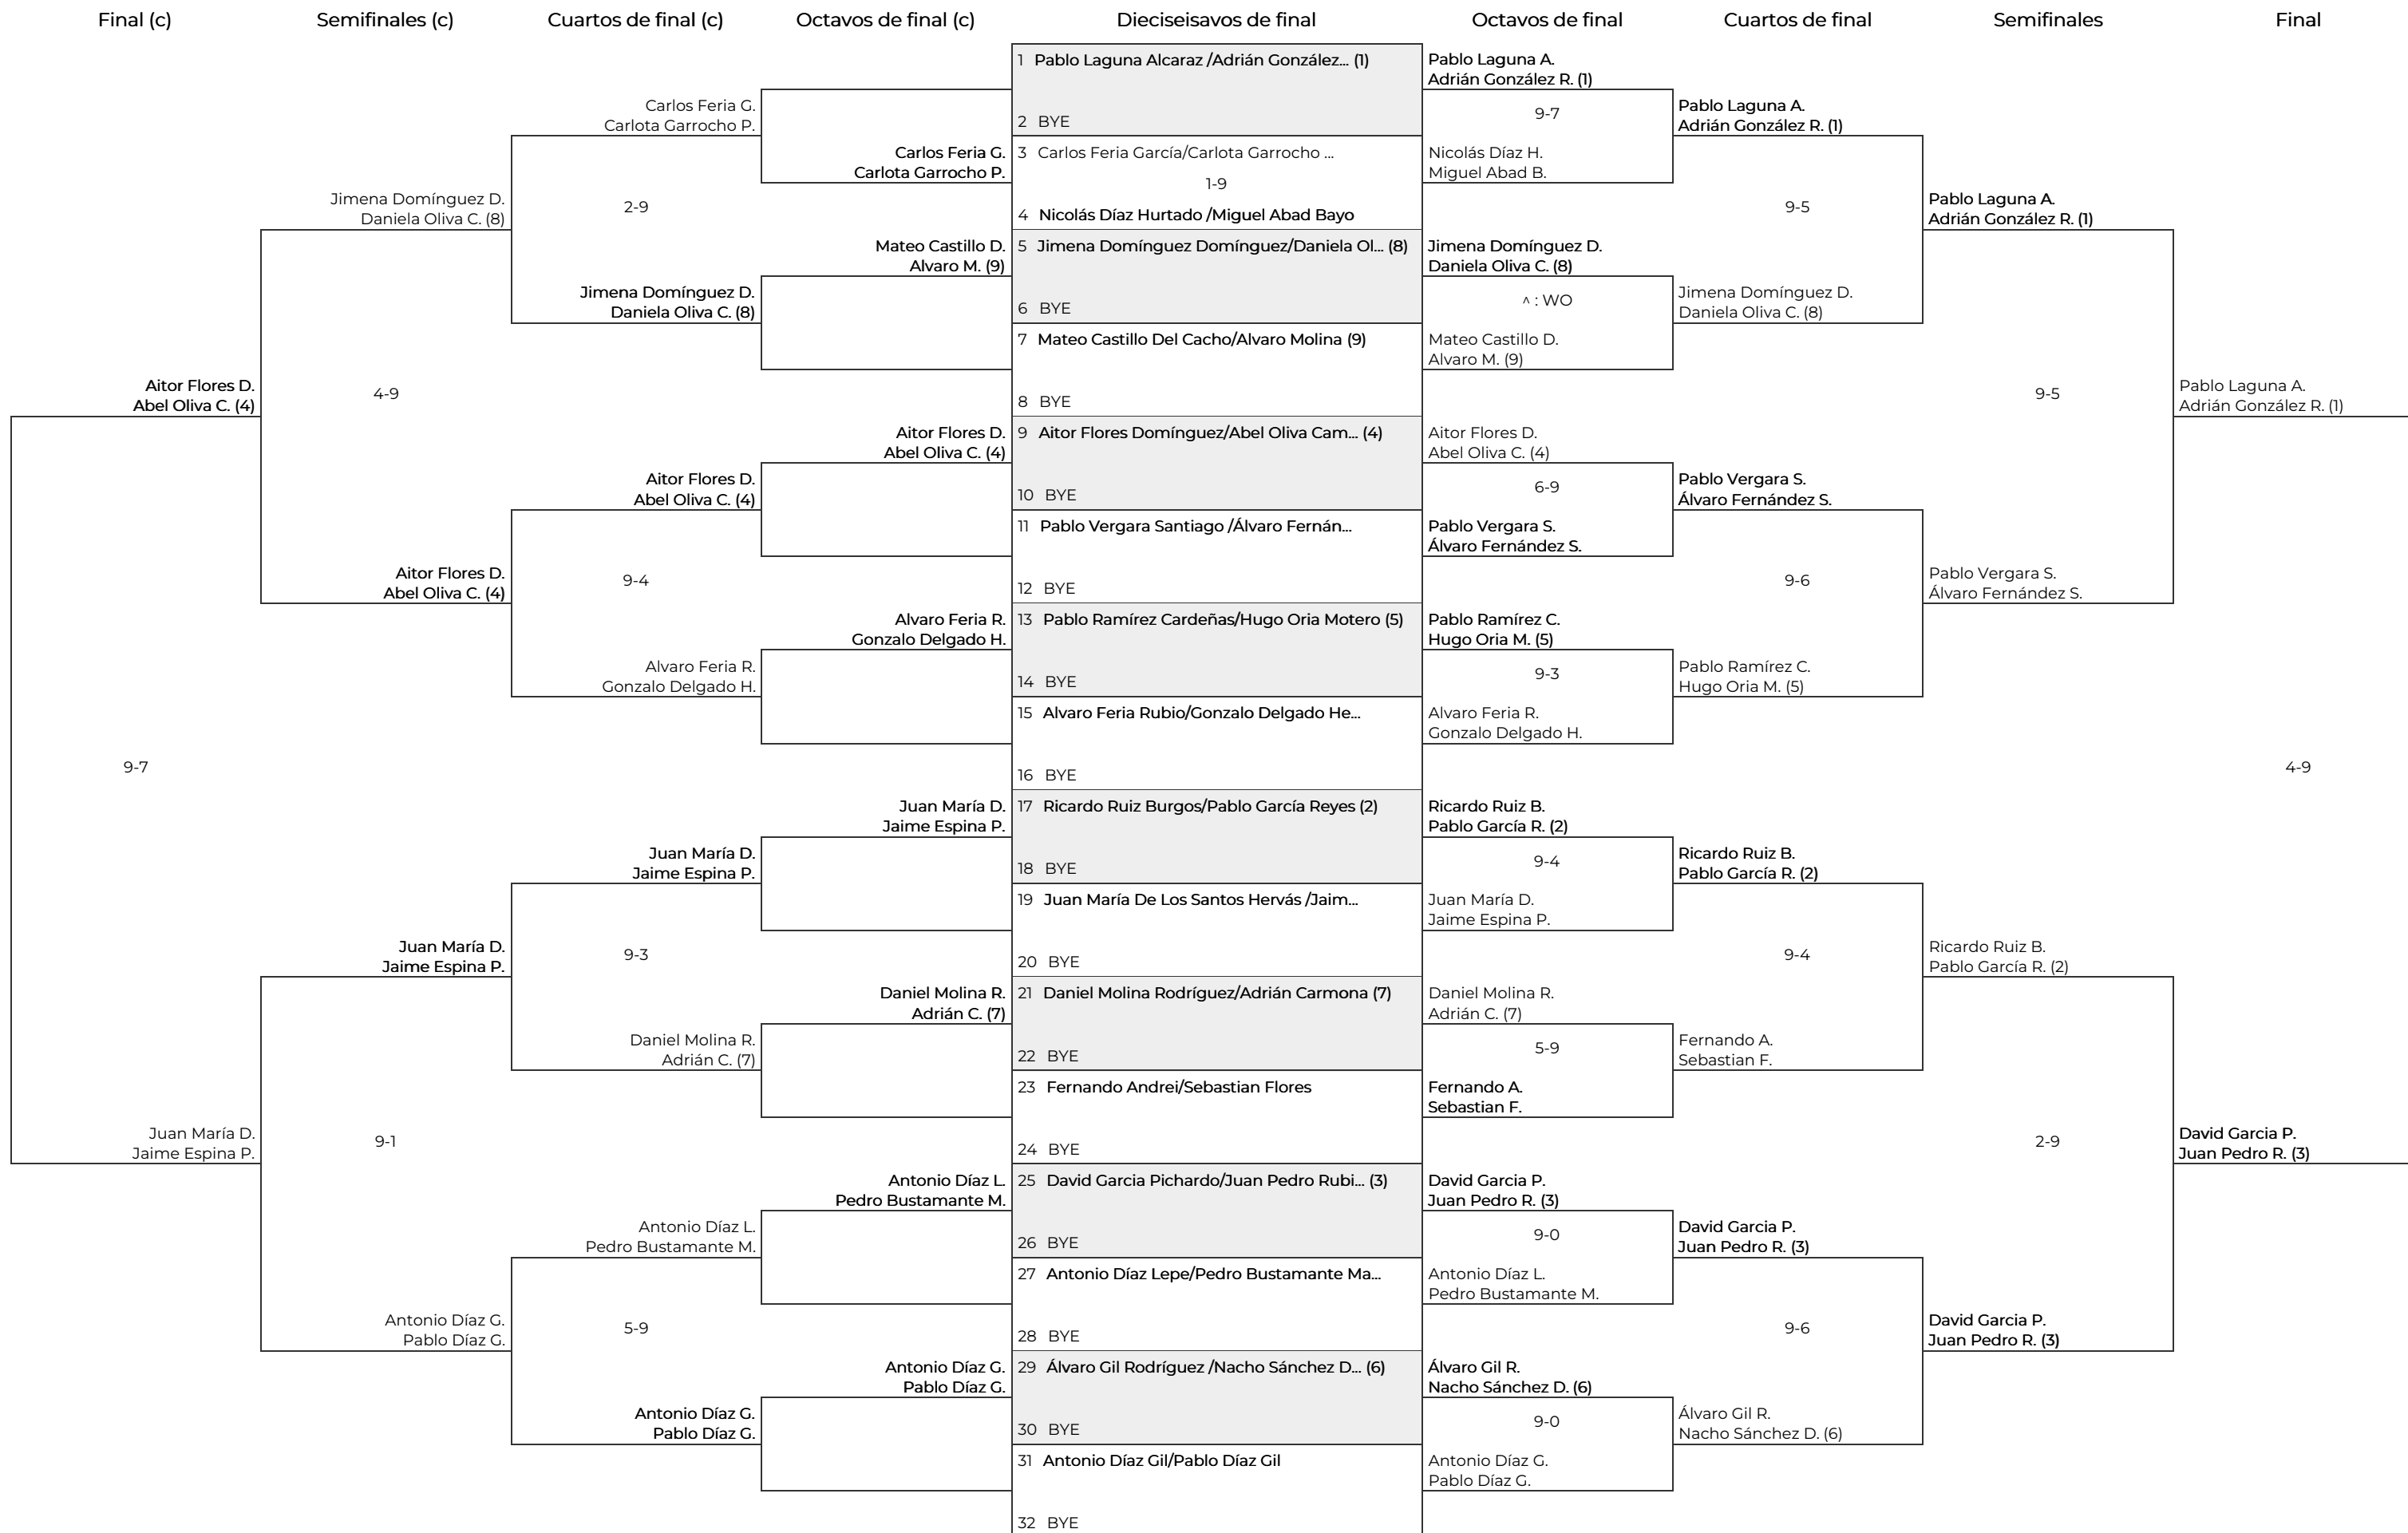 Final (c)
Semifinales (c)
Cuartos de final (c)
Octavos de final (c)
Dieciseisavos de final
Octavos de final
Cuartos de final
Semifinales
Final
Aitor Flores D.
Abel Oliva C. (4)
9-7
Juan María D.
Jaime Espina P.
Jimena Domínguez D.
Daniela Oliva C. (8)
4-9
Aitor Flores D.
Abel Oliva C. (4)
Juan María D.
Jaime Espina P.
9-1
Antonio Díaz G.
Pablo Díaz G.
Carlos Feria G.
Carlota Garrocho P.
2-9
Jimena Domínguez D.
Daniela Oliva C. (8)
Aitor Flores D.
Abel Oliva C. (4)
9-4
Alvaro Feria R.
Gonzalo Delgado H.
Juan María D.
Jaime Espina P.
9-3
Daniel Molina R.
Adrián C. (7)
Antonio Díaz L.
Pedro Bustamante M.
5-9
Antonio Díaz G.
Pablo Díaz G.
Carlos Feria G.
Carlota Garrocho P.
Mateo Castillo D.
Alvaro M. (9)
Aitor Flores D.
Abel Oliva C. (4)
Alvaro Feria R.
Gonzalo Delgado H.
Juan María D.
Jaime Espina P.
Daniel Molina R.
Adrián C. (7)
Antonio Díaz L.
Pedro Bustamante M.
Antonio Díaz G.
Pablo Díaz G.
1 Pablo Laguna Alcaraz /Adrián González... (1)
2 BYE
3 Carlos Feria García/Carlota Garrocho ...
1-9
4 Nicolás Díaz Hurtado /Miguel Abad Bayo
5 Jimena Domínguez Domínguez/Daniela Ol... (8)
6 BYE
7 Mateo Castillo Del Cacho/Alvaro Molina (9)
8 BYE
9 Aitor Flores Domínguez/Abel Oliva Cam... (4)
10 BYE
11 Pablo Vergara Santiago /Álvaro Fernán...
12 BYE
13 Pablo Ramírez Cardeñas/Hugo Oria Motero (5)
14 BYE
15 Alvaro Feria Rubio/Gonzalo Delgado He...
16 BYE
17 Ricardo Ruiz Burgos/Pablo García Reyes (2)
18 BYE
19 Juan María De Los Santos Hervás /Jaim...
20 BYE
21 Daniel Molina Rodríguez/Adrián Carmona (7)
22 BYE
23 Fernando Andrei/Sebastian Flores
24 BYE
25 David Garcia Pichardo/Juan Pedro Rubi... (3)
26 BYE
27 Antonio Díaz Lepe/Pedro Bustamante Ma...
28 BYE
29 Álvaro Gil Rodríguez /Nacho Sánchez D... (6)
30 BYE
31 Antonio Díaz Gil/Pablo Díaz Gil
32 BYE
Pablo Laguna A.
Adrián González R. (1)
9-7
Nicolás Díaz H.
Miguel Abad B.
Jimena Domínguez D.
Daniela Oliva C. (8)
^ : WO
Mateo Castillo D.
Alvaro M. (9)
Aitor Flores D.
Abel Oliva C. (4)
6-9
Pablo Vergara S.
Álvaro Fernández S.
Pablo Ramírez C.
Hugo Oria M. (5)
9-3
Alvaro Feria R.
Gonzalo Delgado H.
Ricardo Ruiz B.
Pablo García R. (2)
9-4
Juan María D.
Jaime Espina P.
Daniel Molina R.
Adrián C. (7)
5-9
Fernando A.
Sebastian F.
David Garcia P.
Juan Pedro R. (3)
9-0
Antonio Díaz L.
Pedro Bustamante M.
Álvaro Gil R.
Nacho Sánchez D. (6)
9-0
Antonio Díaz G.
Pablo Díaz G.
Pablo Laguna A.
Adrián González R. (1)
9-5
Jimena Domínguez D.
Daniela Oliva C. (8)
Pablo Vergara S.
Álvaro Fernández S.
9-6
Pablo Ramírez C.
Hugo Oria M. (5)
Ricardo Ruiz B.
Pablo García R. (2)
9-4
Fernando A.
Sebastian F.
David Garcia P.
Juan Pedro R. (3)
9-6
Álvaro Gil R.
Nacho Sánchez D. (6)
Pablo Laguna A.
Adrián González R. (1)
9-5
Pablo Vergara S.
Álvaro Fernández S.
Ricardo Ruiz B.
Pablo García R. (2)
2-9
David Garcia P.
Juan Pedro R. (3)
Pablo Laguna A.
Adrián González R. (1)
4-9
David Garcia P.
Juan Pedro R. (3)